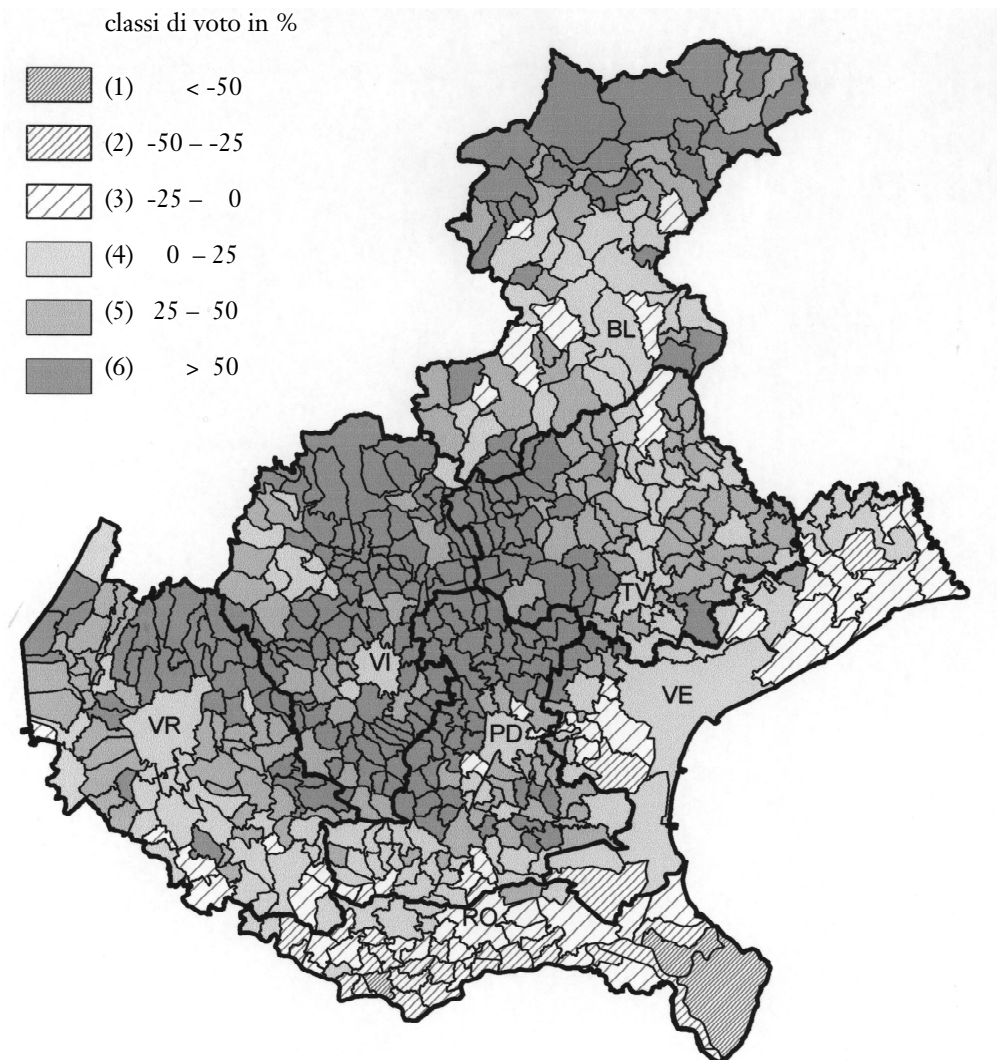 classi di voto in %
(1) < -50
(2) -50 – -25
(3) -25 – 0
(4) 0 – 25
(5) 25 – 50
(6) > 50
BL
TV
VI
VE
VR
PD
RO